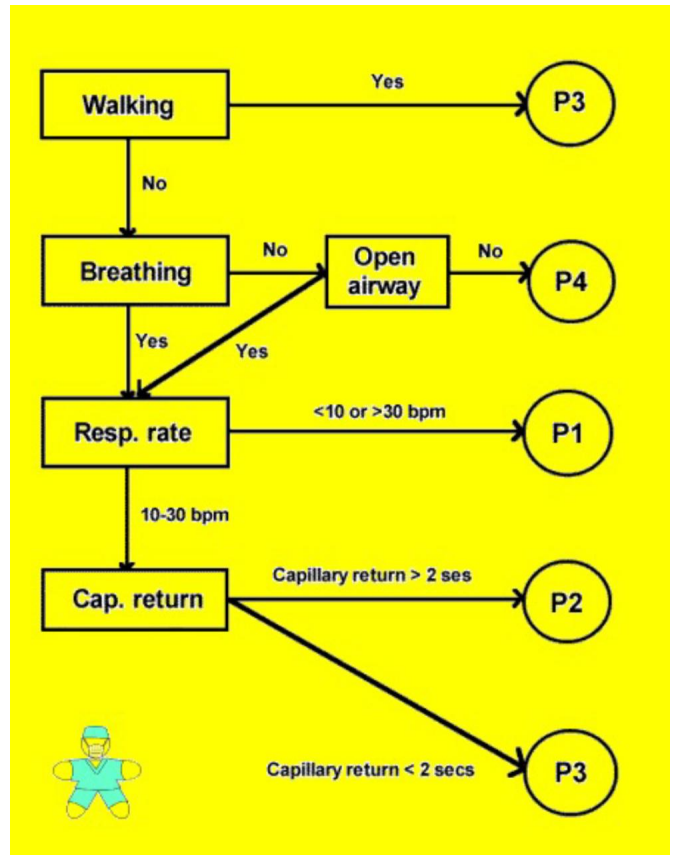 Walking
Yes
P3
No
Breathing
No
Open
airway
No
P4
Yes
Yes
Resp. rate
<10 or >30 bpm
P1
10-30 bpm
Cap. return
Capillary return > 2 ses
P2
Capillary return < 2 secs
P3